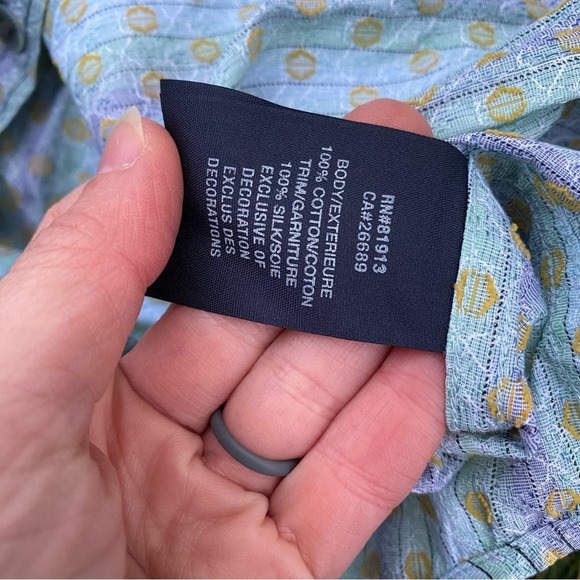 RN#81913
CA#26689
BODY/EXTERIEURE
100% COTTON/COTON
TRIM/GARNITURE
100% SILK/SOIE
EXCLUSIVE OF
DECORATION
EXCLUS DES
DECORATIONS